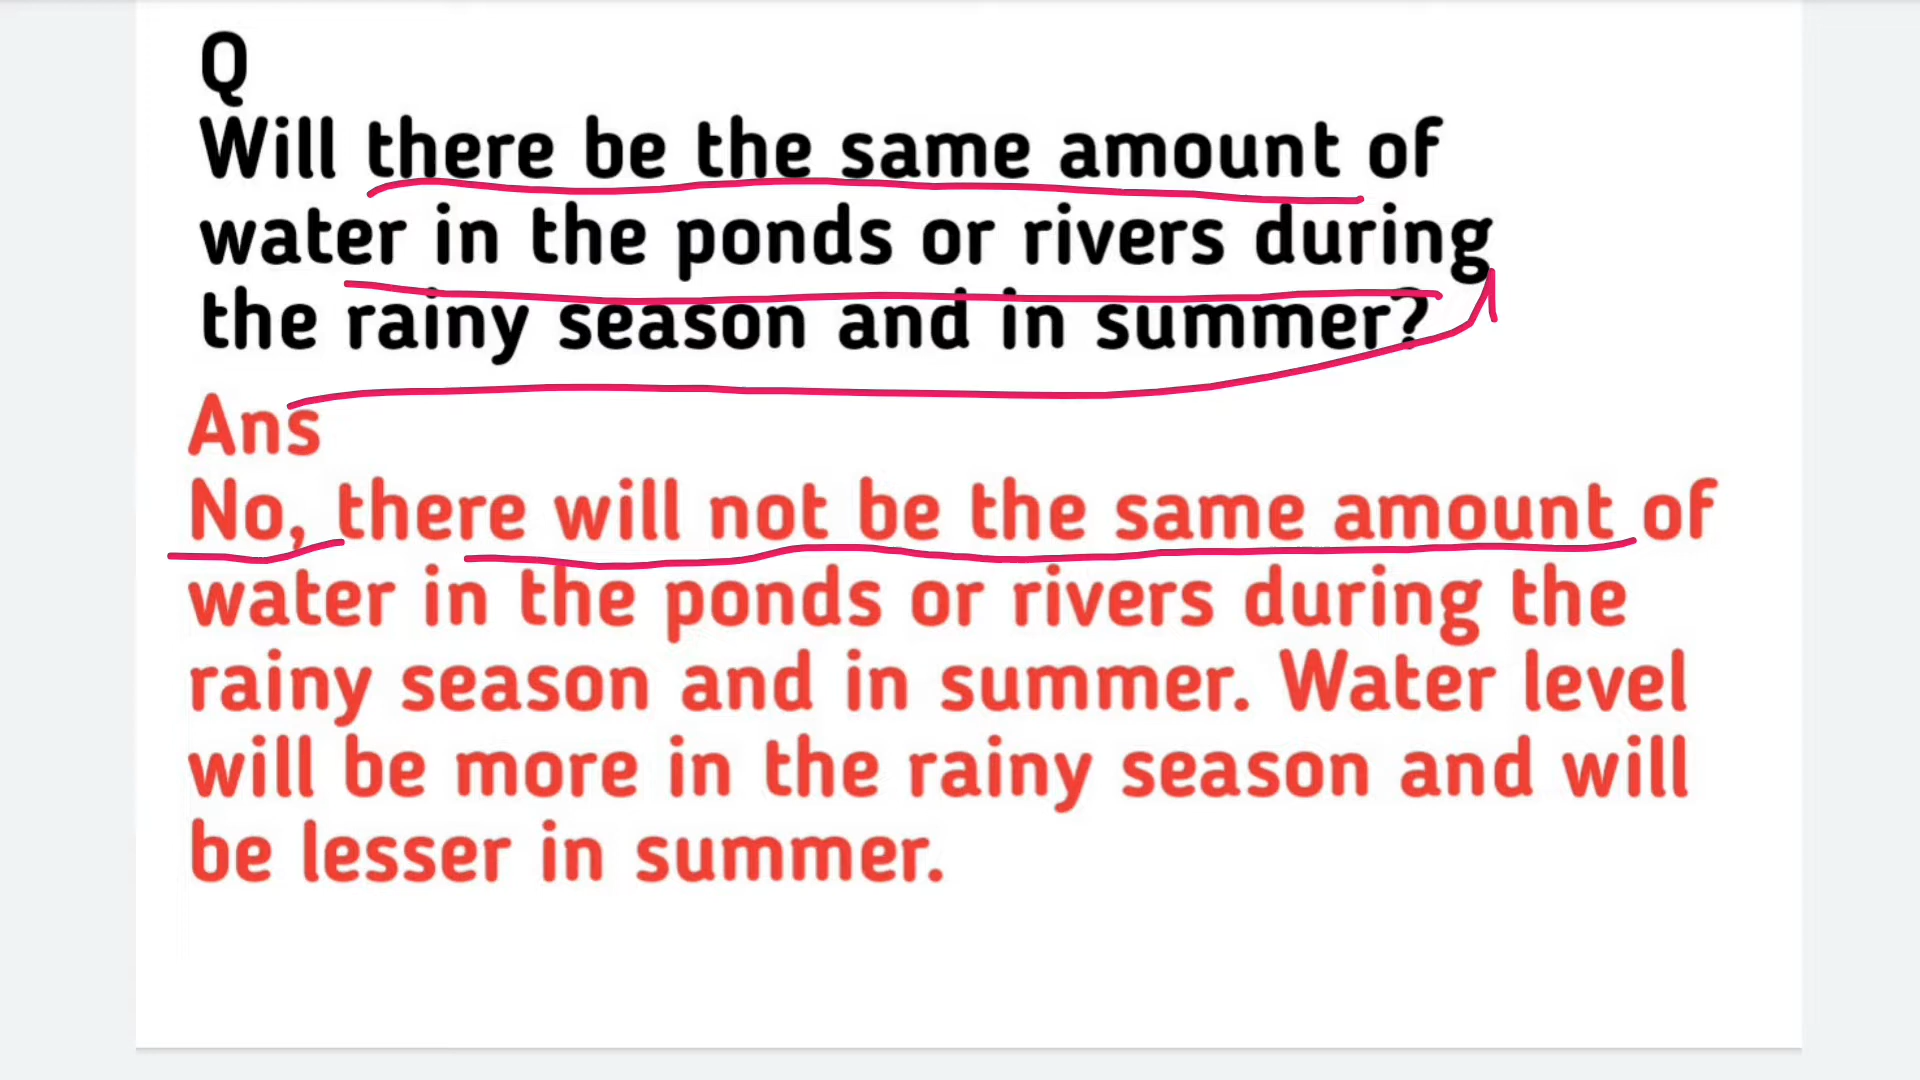 Q
Will there be the same amount of
water in the ponds or rivers during
the rainy season and in summer?
Ans
No, there will not be the same amount of
water in the ponds or rivers during the
rainy season and in summer. Water level
will be more in the rainy season and will
be lesser in summer.